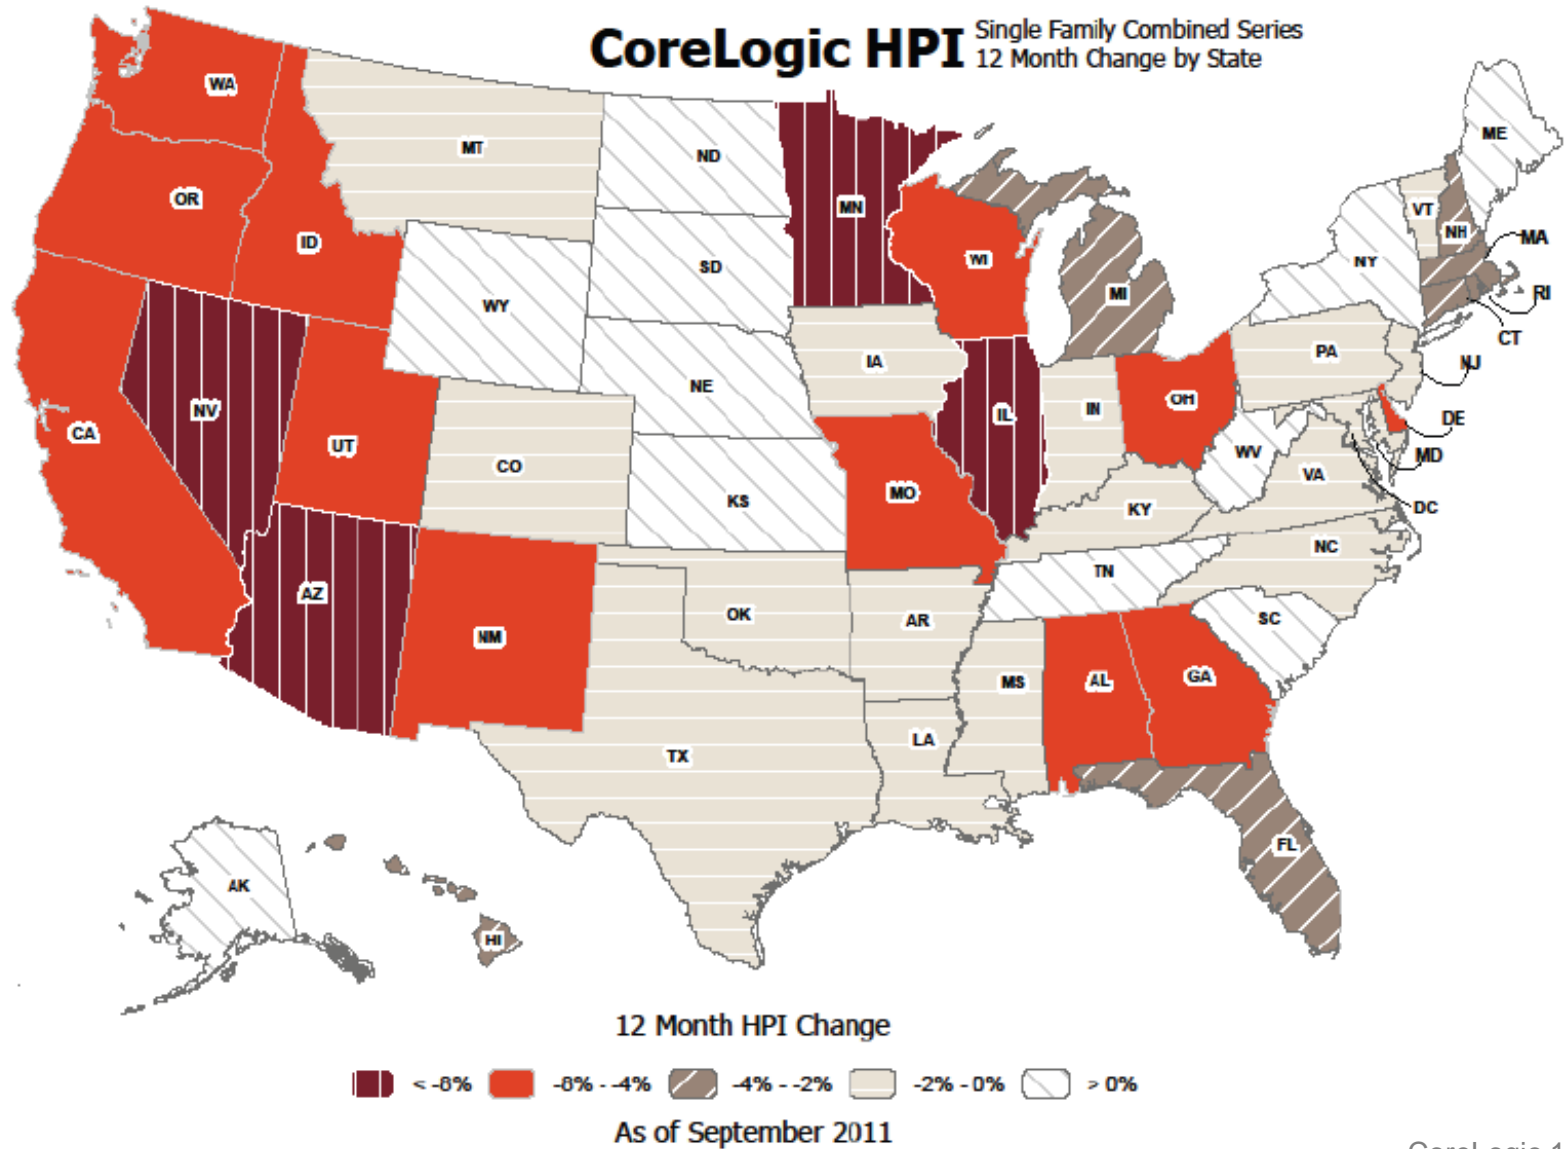 CoreLogic HPI
Single Family Combined Series
12 Month Change by State
WA
MT
ND
ME
OR
MN
VT
NH
MA
ID
WI
NY
SD
MI
RI
WY
CT
IA
PA
NJ
NE
NV
IL
IN
OH
CA
UT
DE
CO
WV
MD
MO
VA
KS
KY
DC
NC
AZ
TN
OK
AR
SC
NM
MS
AL
GA
LA
TX
FL
AK
HI
12 Month HPI Change
< -8%
-8% - -4%
-4% - -2%
-2% - 0%
> 0%
As of September 2011